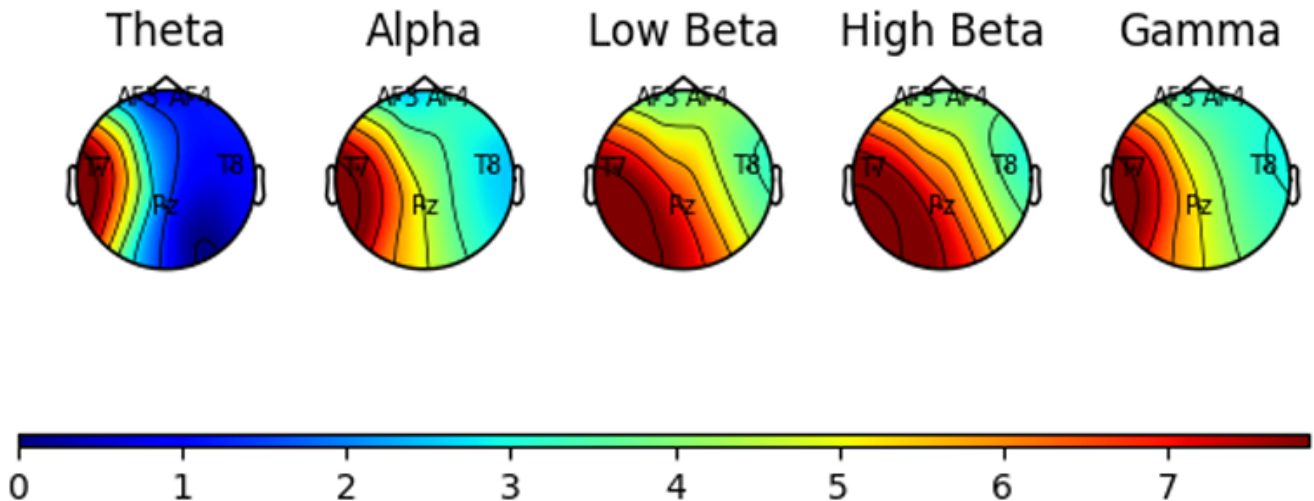 Theta Alpha Low Beta High Beta Gamma
AF3 AF4 AF3 AF4 AF3 AF4 AF3 AF4 AF3 AF4
T7 T8 T7 T8 T7 T8 T7 T8 T7 T8
Pz Pz Pz Pz Pz
0 1 2 3 4 5 6 7